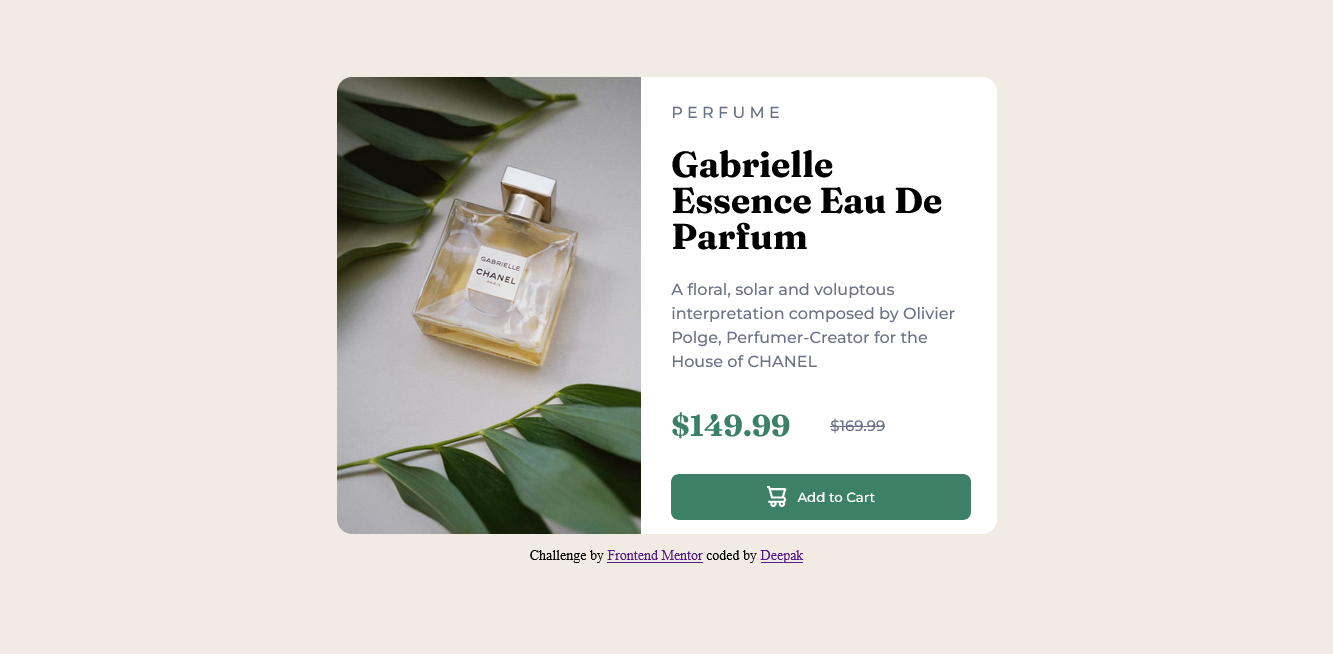 PERFUME
Gabrielle
Essence Eau De
Parfum
GABRIELLE
CHANEL
PARIS
A floral, solar and voluptous
interpretation composed by Olivier
Polge, Perfumer-Creator for the
House of CHANEL
$149.99 $169.99
Add to Cart
Challenge by Frontend Mentor coded by Deepak